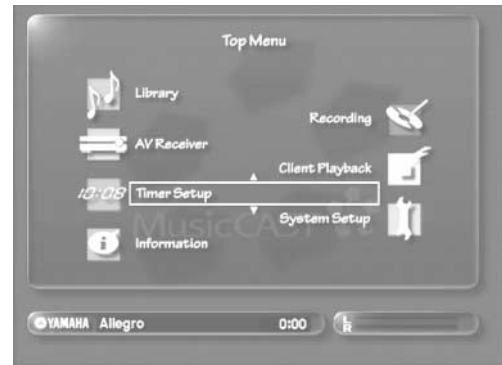 Top Menu
Library
Recording
AV Receiver
Client Playback
10:08
Timer Setup
MusicCAST
System Setup
i
Information
YAMAHA Allegro 0:00 L
R